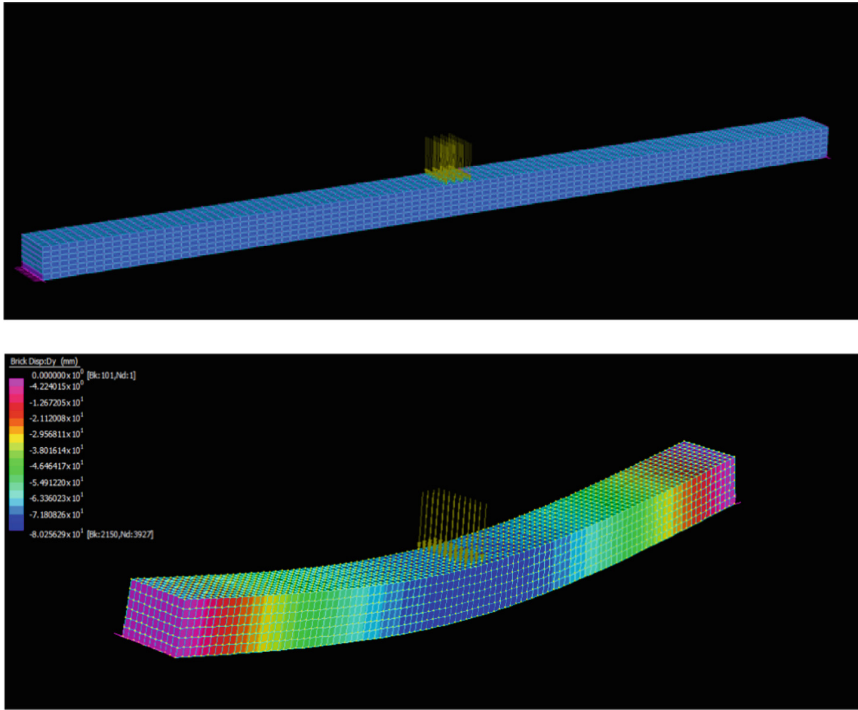 Brick Disp:Dy (mm)
0.000000x10⁰ [Bk:101,Nd:1]
-4.224015x10⁰
-1.267205x10¹
-2.112008x10¹
-2.956811x10¹
-3.801614x10¹
-4.646417x10¹
-5.491220x10¹
-6.336023x10¹
-7.180826x10¹
-8.025629x10¹ [Bk:2150,Nd:3927]